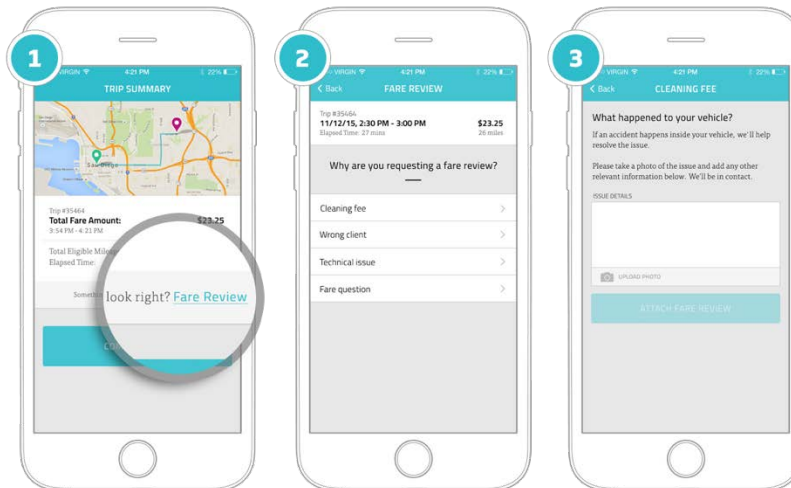 1
VIRGIN 4:21 PM 22%
TRIP SUMMARY
San Diego
Trip #35464
Total Fare Amount: $23.25
3:54 PM - 4:21 PM
Total Eligible
Elapsed Time:
look right? Fare Review
2
VIRGIN 4:21 PM 22%
Back FARE REVIEW
Trip #35464
11/12/15, 2:30 PM - 3:00 PM $23.25
Elapsed Time: 27 mins 26 miles
Why are you requesting a fare review?
Cleaning fee
Wrong client
Technical issue
Fare question
3
VIRGIN 4:21 PM 22%
Back CLEANING FEE
What happened to your vehicle?
If an accident happens inside your vehicle, we'll help
resolve the issue.
Please take a photo of the issue and add any other
relevant information below. We'll be in contact.
ISSUE DETAILS
UPLOAD PHOTO
ATTACH FARE REVIEW